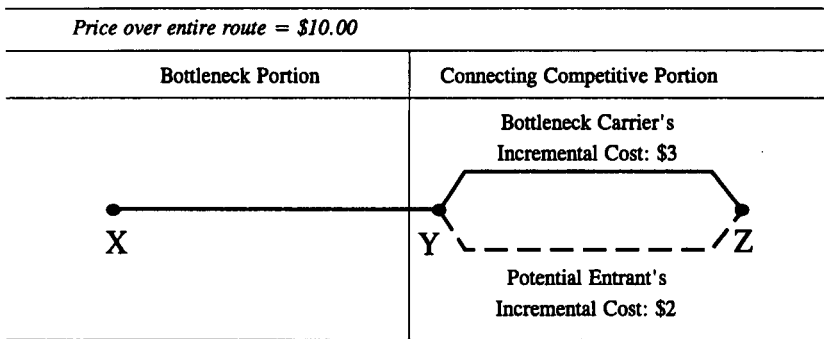 Price over entire route = $10.00
Bottleneck Portion
Connecting Competitive Portion
Bottleneck Carrier's
Incremental Cost: $3
X
Y
Z
Potential Entrant's
Incremental Cost: $2